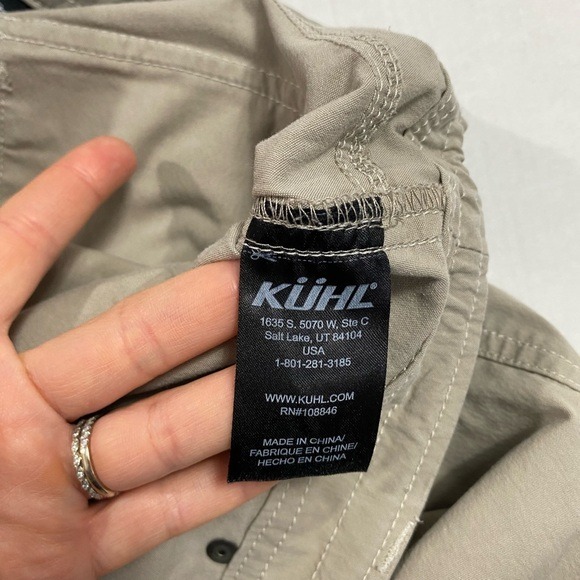 KÜHL
1635 S. 5070 W, Ste C
Salt Lake, UT 84104
USA
1-801-281-3185
WWW.KUHL.COM
RN#108846
MADE IN CHINA/
FABRIQUE EN CHINE/
HECHO EN CHINA